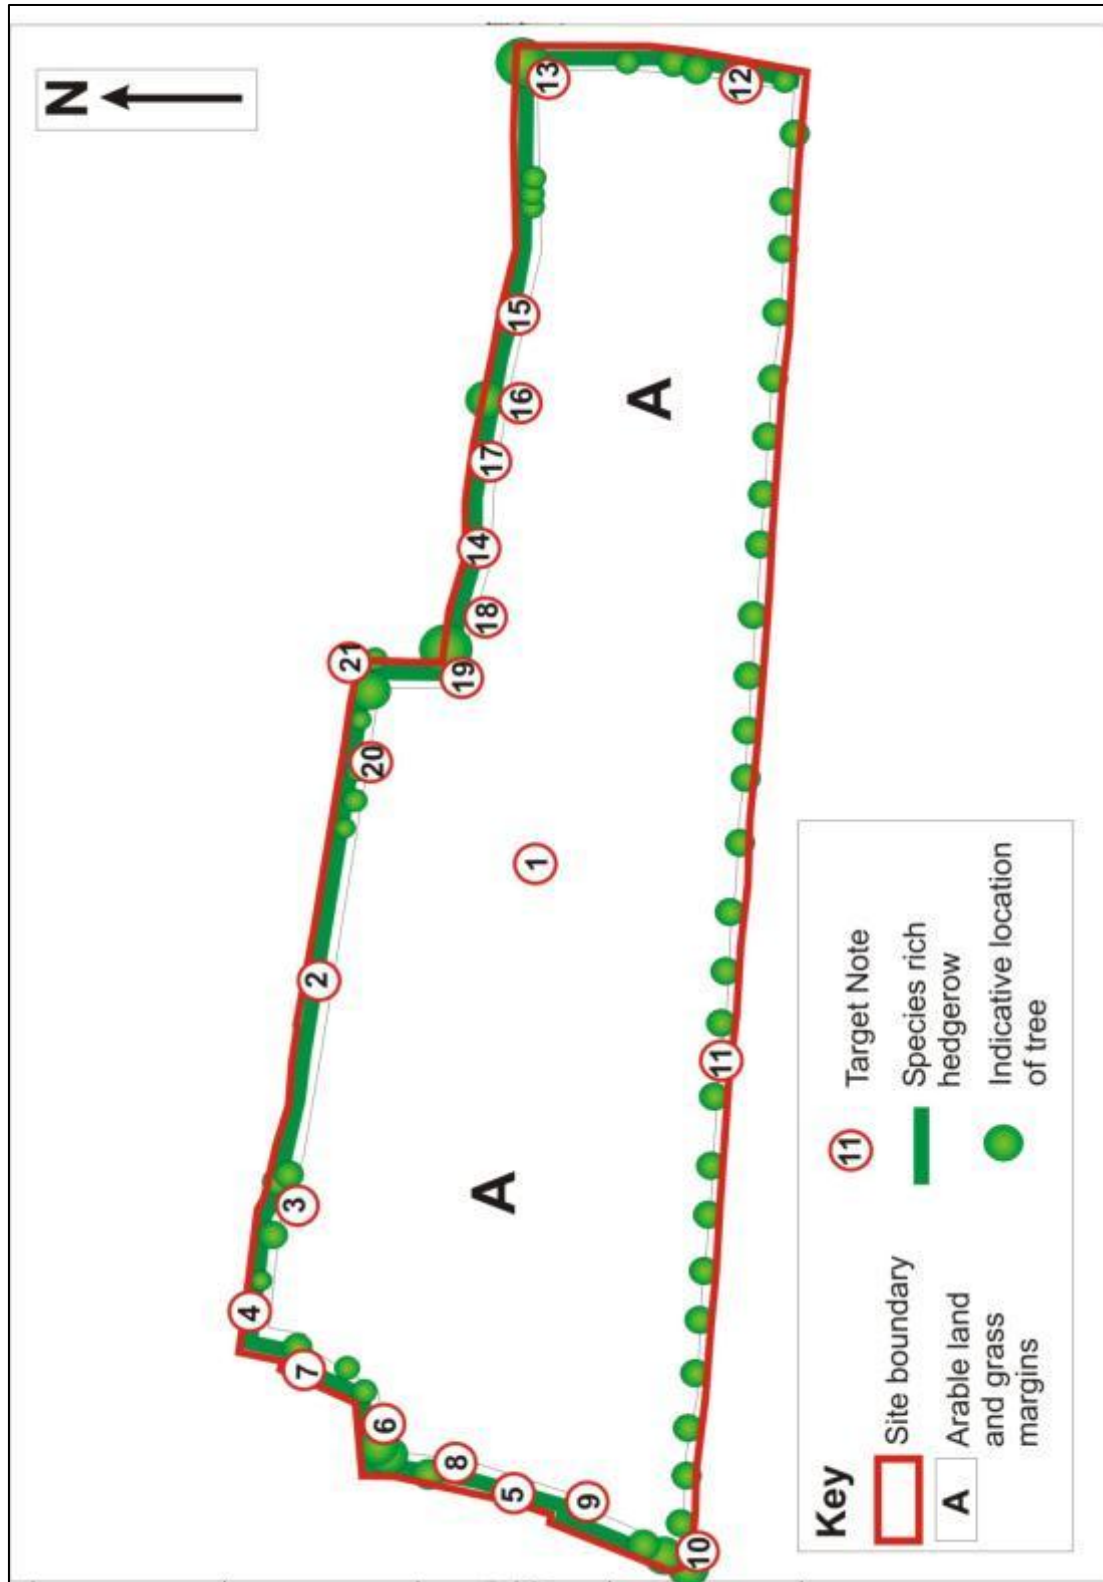 N
4
7
3
2
21
20
6
8
19
14
18
17
A
5
15
16
1
13
9
A
10
11
12
Key
Site boundary
A
Arable land
and grass
margins
11
Target Note
Species rich
hedgerow
Indicative location
of tree